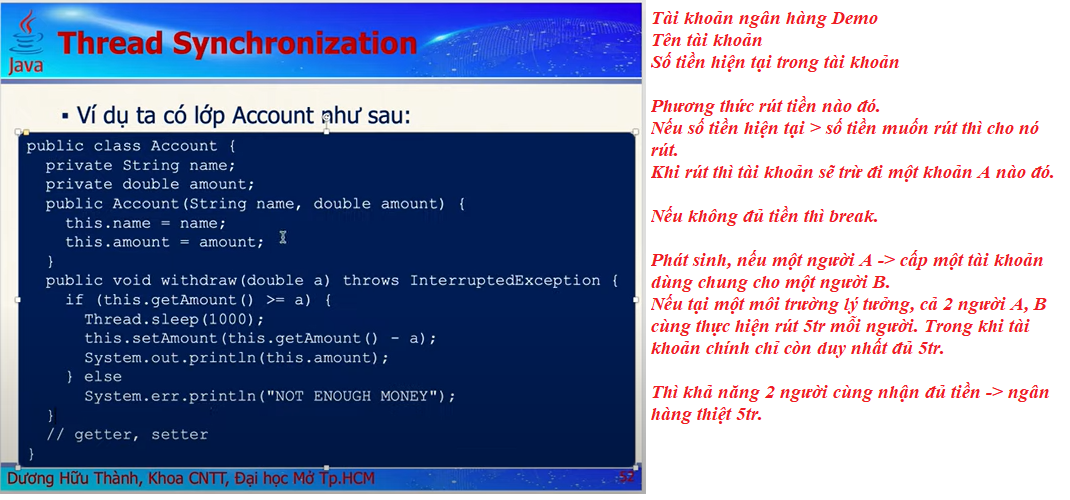 Java
Thread Synchronization
▪ Ví dụ ta có lớp Account như sau:
public class Account {
  private String name;
  private double amount;
  public Account(String name, double amount) {
    this.name = name;
    this.amount = amount;
  }
  public void withdraw(double a) throws InterruptedException {
    if (this.getAmount() >= a) {
      Thread.sleep(1000);
      this.setAmount(this.getAmount() - a);
      System.out.println(this.amount);
    } else
      System.err.println("NOT ENOUGH MONEY");
  }
  // getter, setter
}
Dương Hữu Thành, Khoa CNTT, Đại học Mở Tp.HCM
52
Tài khoản ngân hàng Demo
Tên tài khoản
Số tiền hiện tại trong tài khoản
Phương thức rút tiền nào đó.
Nếu số tiền hiện tại > số tiền muốn rút thì cho nó
rút.
Khi rút thì tài khoản sẽ trừ đi một khoản A nào đó.
Nếu không đủ tiền thì break.
Phát sinh, nếu một người A -> cấp một tài khoản
dùng chung cho một người B.
Nếu tại một môi trường lý tưởng, cả 2 người A, B
cùng thực hiện rút 5tr mỗi người. Trong khi tài
khoản chính chỉ còn duy nhất đủ 5tr.
Thì khả năng 2 người cùng nhận đủ tiền -> ngân
hàng thiệt 5tr.